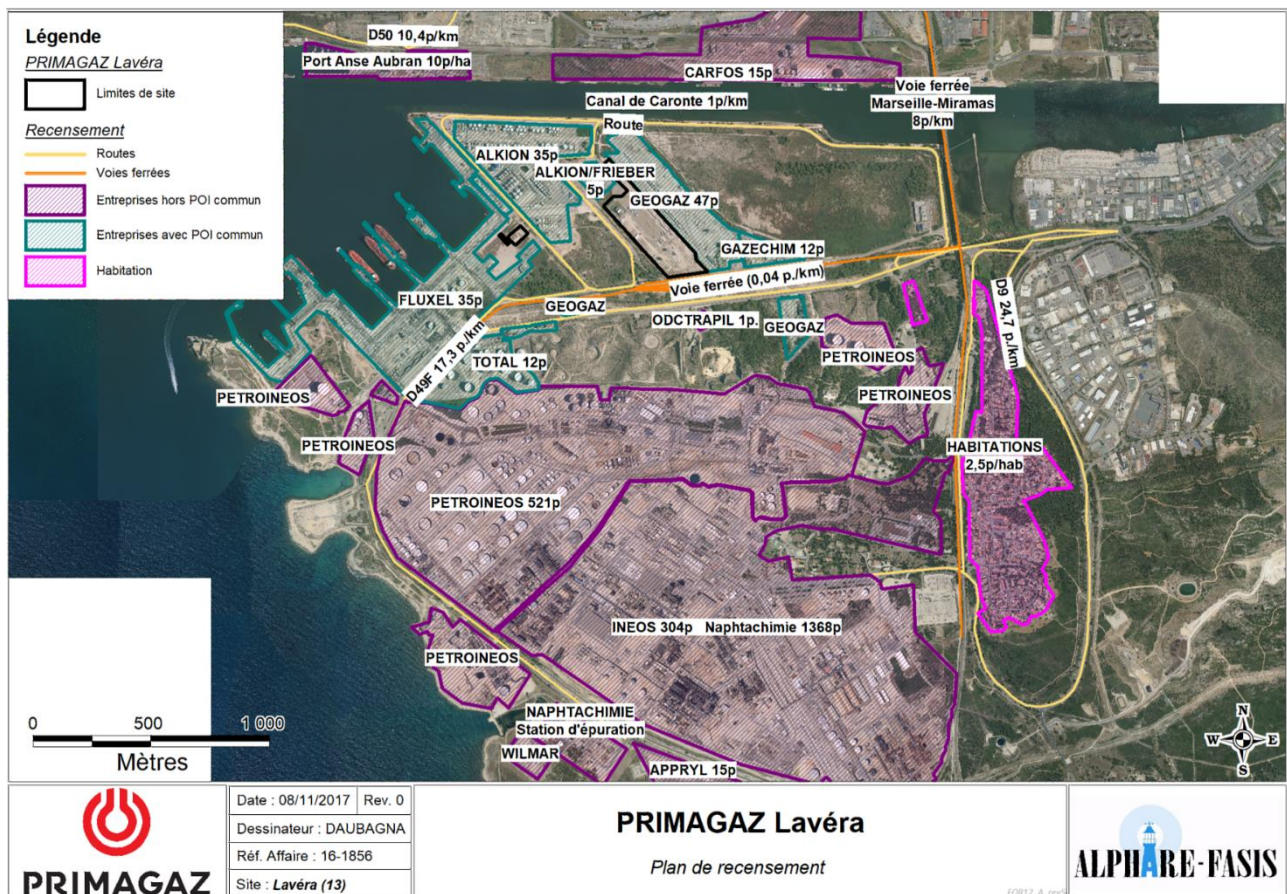 Légende
PRIMAGAZ Lavéra
Limites de site
Recensement
Routes
Voies ferrées
Entreprises hors POI commun
Entreprises avec POI commun
Habitation
D50 10,4p/km
Port Anse Aubran 10p/ha
CARFOS 15p
Voie ferrée
Marseille-Miramas
8p/km
Canal de Caronte 1p/km
Route
ALKION 35p
ALKION/FRIEBER
5p
GEOGAZ 47p
GAZECHIM 12p
Voie ferrée (0,04 p./km)
FLUXEL 35p
GEOGAZ
ODCTRAPIL 1p.
GEOGAZ
D9 24,7 p./km
D49F 17,3 p./km
TOTAL 12p
PETROINEOS
PETROINEOS
PETROINEOS
PETROINEOS
HABITATIONS
2,5p/hab
PETROINEOS 521p
INEOS 304p Naphtachimie 1368p
PETROINEOS
NAPHTACHIMIE
Station d'épuration
WILMAR
APPRYL 15p
0 500 1 000
Mètres
N
W E
S
PRIMAGAZ
Date : 08/11/2017 Rev. 0
Dessinateur : DAUBAGNA
Réf. Affaire : 16-1856
Site : Lavéra (13)
PRIMAGAZ Lavéra
Plan de recensement
ALPHARE-FASIS